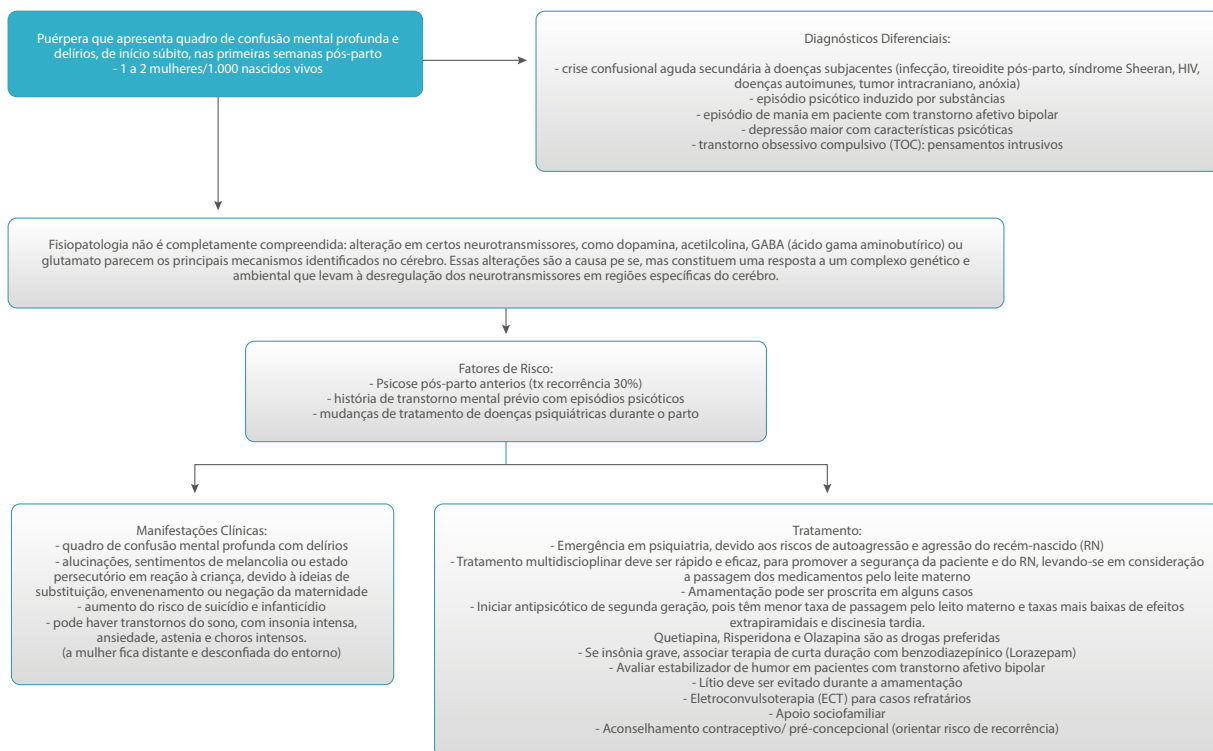 Puérpera que apresenta quadro de confusão mental profunda e
delírios, de início súbito, nas primeiras semanas pós-parto
- 1 a 2 mulheres/1.000 nascidos vivos
Diagnósticos Diferenciais:
- crise confusional aguda secundária à doenças subjacentes (infecção, tireoidite pós-parto, síndrome Sheeran, HIV,
doenças autoimunes, tumor intracraniano, anóxia)
- episódio psicótico induzido por substâncias
- episódio de mania em paciente com transtorno afetivo bipolar
- depressão maior com características psicóticas
- transtorno obsessivo compulsivo (TOC): pensamentos intrusivos
Fisiopatologia não é completamente compreendida: alteração em certos neurotransmissores, como dopamina, acetilcolina, GABA (ácido gama aminobutírico) ou
glutamato parecem os principais mecanismos identificados no cérebro. Essas alterações são a causa pe se, mas constituem uma resposta a um complexo genético e
ambiental que levam à desregulação dos neurotransmissores em regiões específicas do cerébro.
Fatores de Risco:
- Psicose pós-parto anterios (tx recorrência 30%)
- história de transtorno mental prévio com episódios psicóticos
- mudanças de tratamento de doenças psiquiátricas durante o parto
Manifestações Clínicas:
- quadro de confusão mental profunda com delírios
- alucinações, sentimentos de melancolia ou estado
persecutório em reação à criança, devido à ideias de
substituição, envenenamento ou negação da maternidade
- aumento do risco de suicídio e infanticídio
- pode haver transtornos do sono, com insonia intensa,
ansiedade, astenia e choros intensos.
(a mulher fica distante e desconfiada do entorno)
Tratamento:
- Emergência em psiquiatria, devido aos riscos de autoagressão e agressão do recém-nascido (RN)
- Tratamento multidiscioplinar deve ser rápido e eficaz, para promover a segurança da paciente e do RN, levando-se em consideração
a passagem dos medicamentos pelo leite materno
- Amamentação pode ser proscrita em alguns casos
- Iniciar antipsicótico de segunda geração, pois têm menor taxa de passagem pelo leito materno e taxas mais baixas de efeitos
extrapiramidais e discinesia tardia.
Quetiapina, Risperidona e Olazapina são as drogas preferidas
- Se insônia grave, associar terapia de curta duração com benzodiazepínico (Lorazepam)
- Avaliar estabilizador de humor em pacientes com transtorno afetivo bipolar
- Lítio deve ser evitado durante a amamentação
- Eletroconvulsoterapia (ECT) para casos refratários
- Apoio sociofamiliar
- Aconselhamento contraceptivo/ pré-concepcional (orientar risco de recorrência)